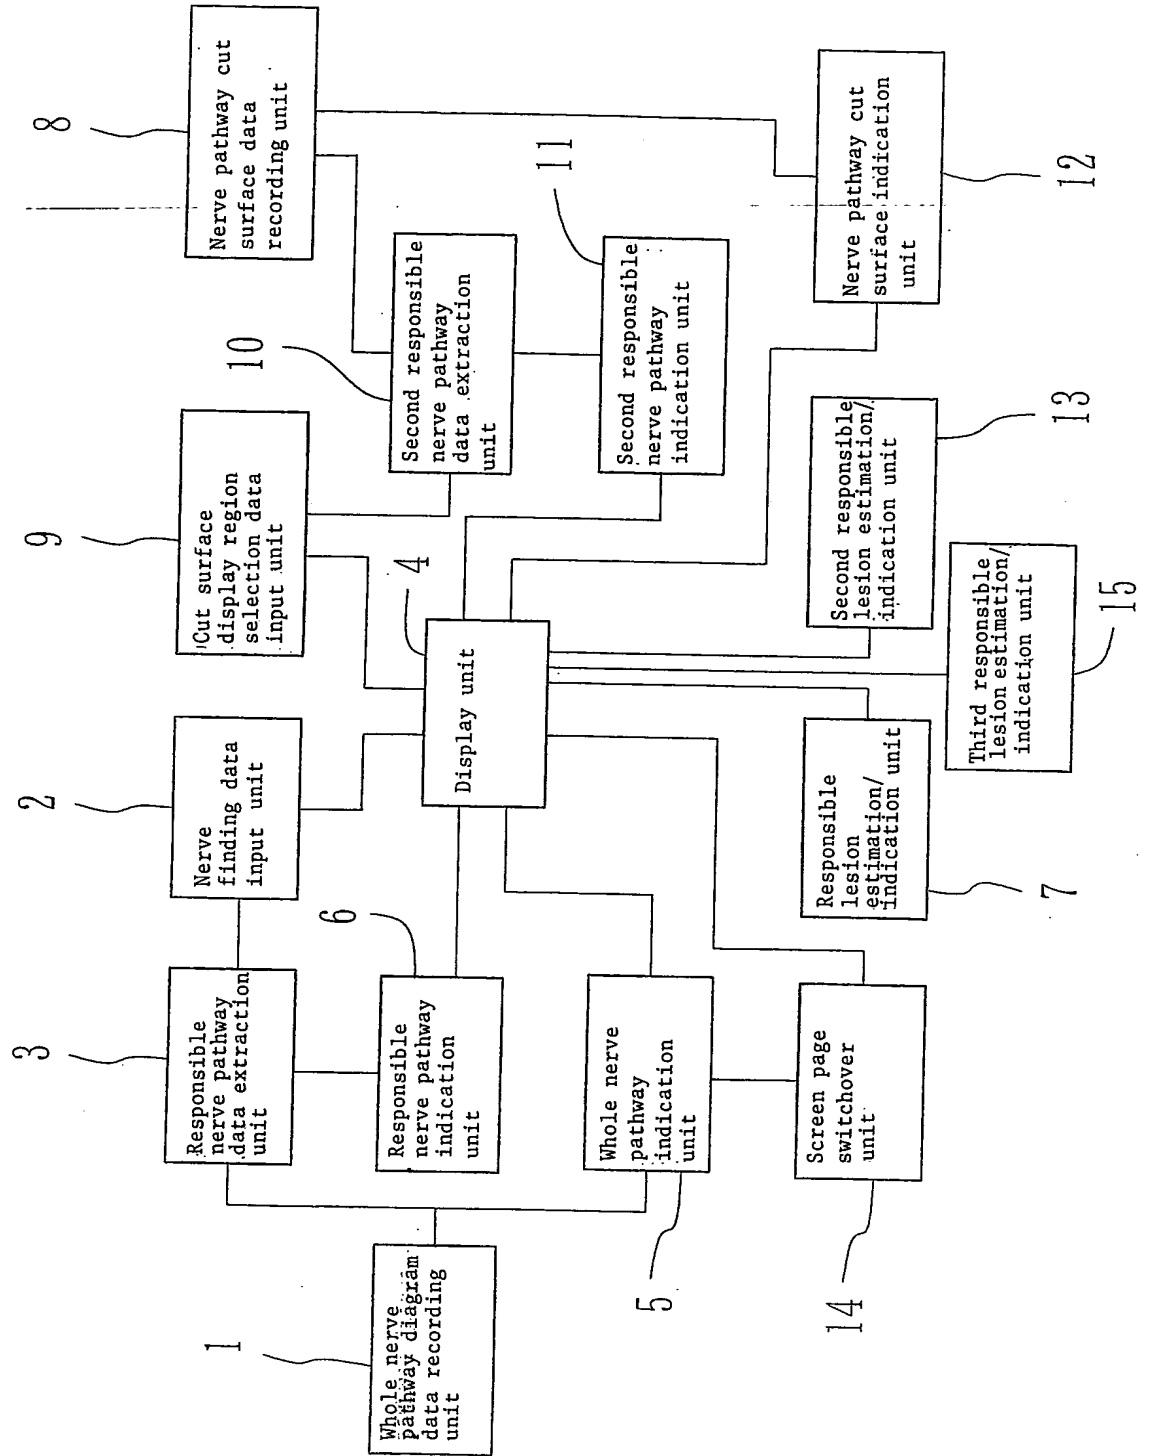 1
Whole nerve
pathway diagram
data recording
unit
3
Responsible
nerve pathway
data extraction
unit
6
Responsible
nerve pathway
indication
unit
Whole nerve
pathway
indication
unit
5
Screen page
switchover
unit
14
2
Nerve
finding data
input unit
9
Cut surface
display region
selection data
input unit
4
Display unit
Responsible
lesion
estimation/
indication unit
7
Third responsible
lesion estimation/
indication unit
15
Second responsible
lesion estimation/
indication unit
13
8
Nerve pathway cut
surface data
recording unit
10
Second responsible
nerve pathway
data extraction
unit
11
Second responsible
nerve pathway
indication unit
Nerve pathway cut
surface indication
unit
12